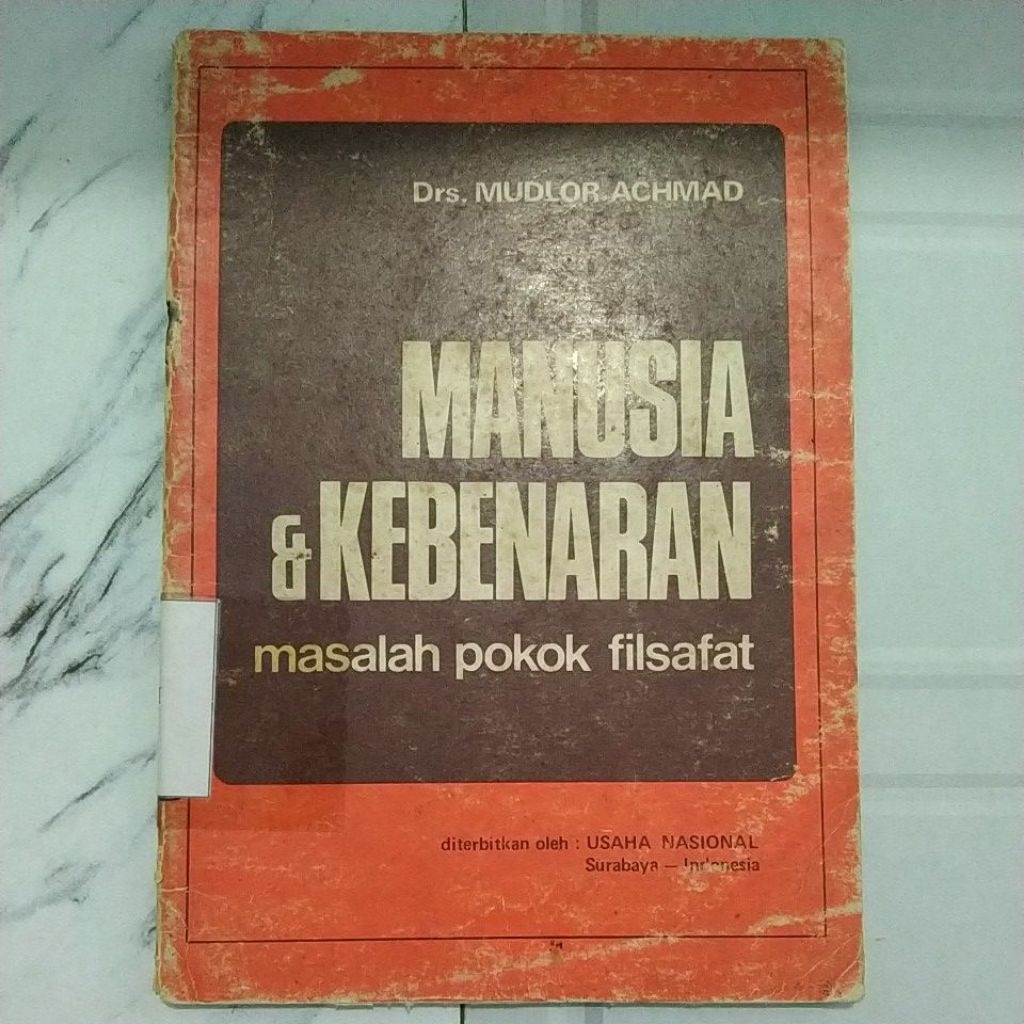 Drs. MUDLOR ACHMAD
MANUSIA
& KEBENARAN
masalah pokok filsafat
diterbitkan oleh : USAHA NASIONAL
Surabaya — Indonesia